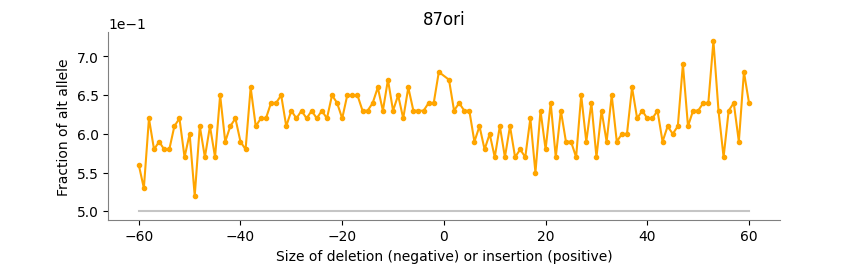 87ori
1e−1
7.0
6.5
6.0
5.5
5.0
Fraction of alt allele
−60 −40 −20 0 20 40 60
Size of deletion (negative) or insertion (positive)